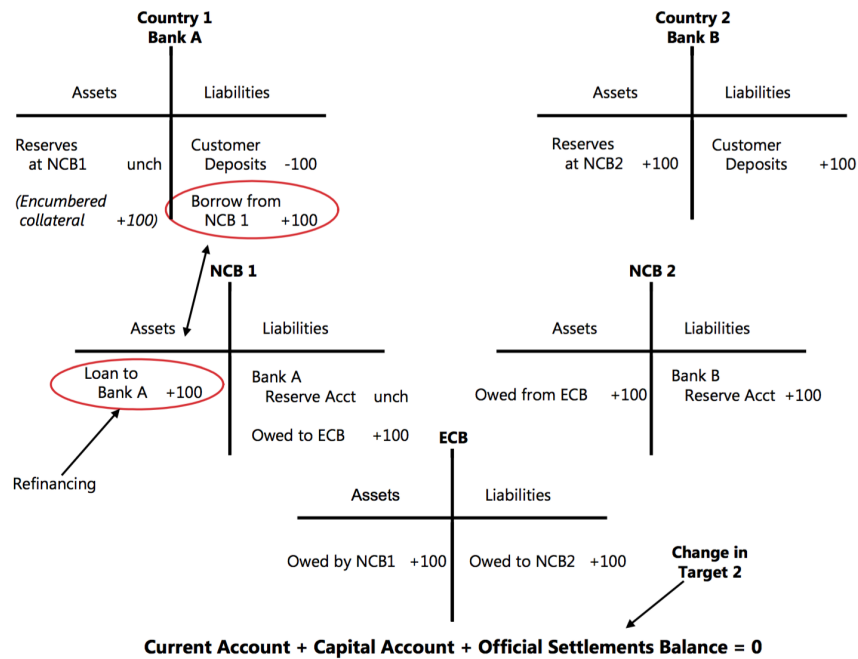 Country 1
Bank A
Assets Liabilities
Reserves
at NCB1 unch
Customer
Deposits -100
(Encumbered
collateral +100)
Borrow from
NCB 1 +100
Country 2
Bank B
Assets Liabilities
Reserves
at NCB2 +100
Customer
Deposits +100
NCB 1
Assets Liabilities
Loan to
Bank A +100
Bank A
Reserve Acct unch
Owed to ECB +100
Refinancing
NCB 2
Assets Liabilities
Owed from ECB +100
Bank B
Reserve Acct +100
ECB
Assets Liabilities
Owed by NCB1 +100
Owed to NCB2 +100
Change in
Target 2
Current Account + Capital Account + Official Settlements Balance = 0